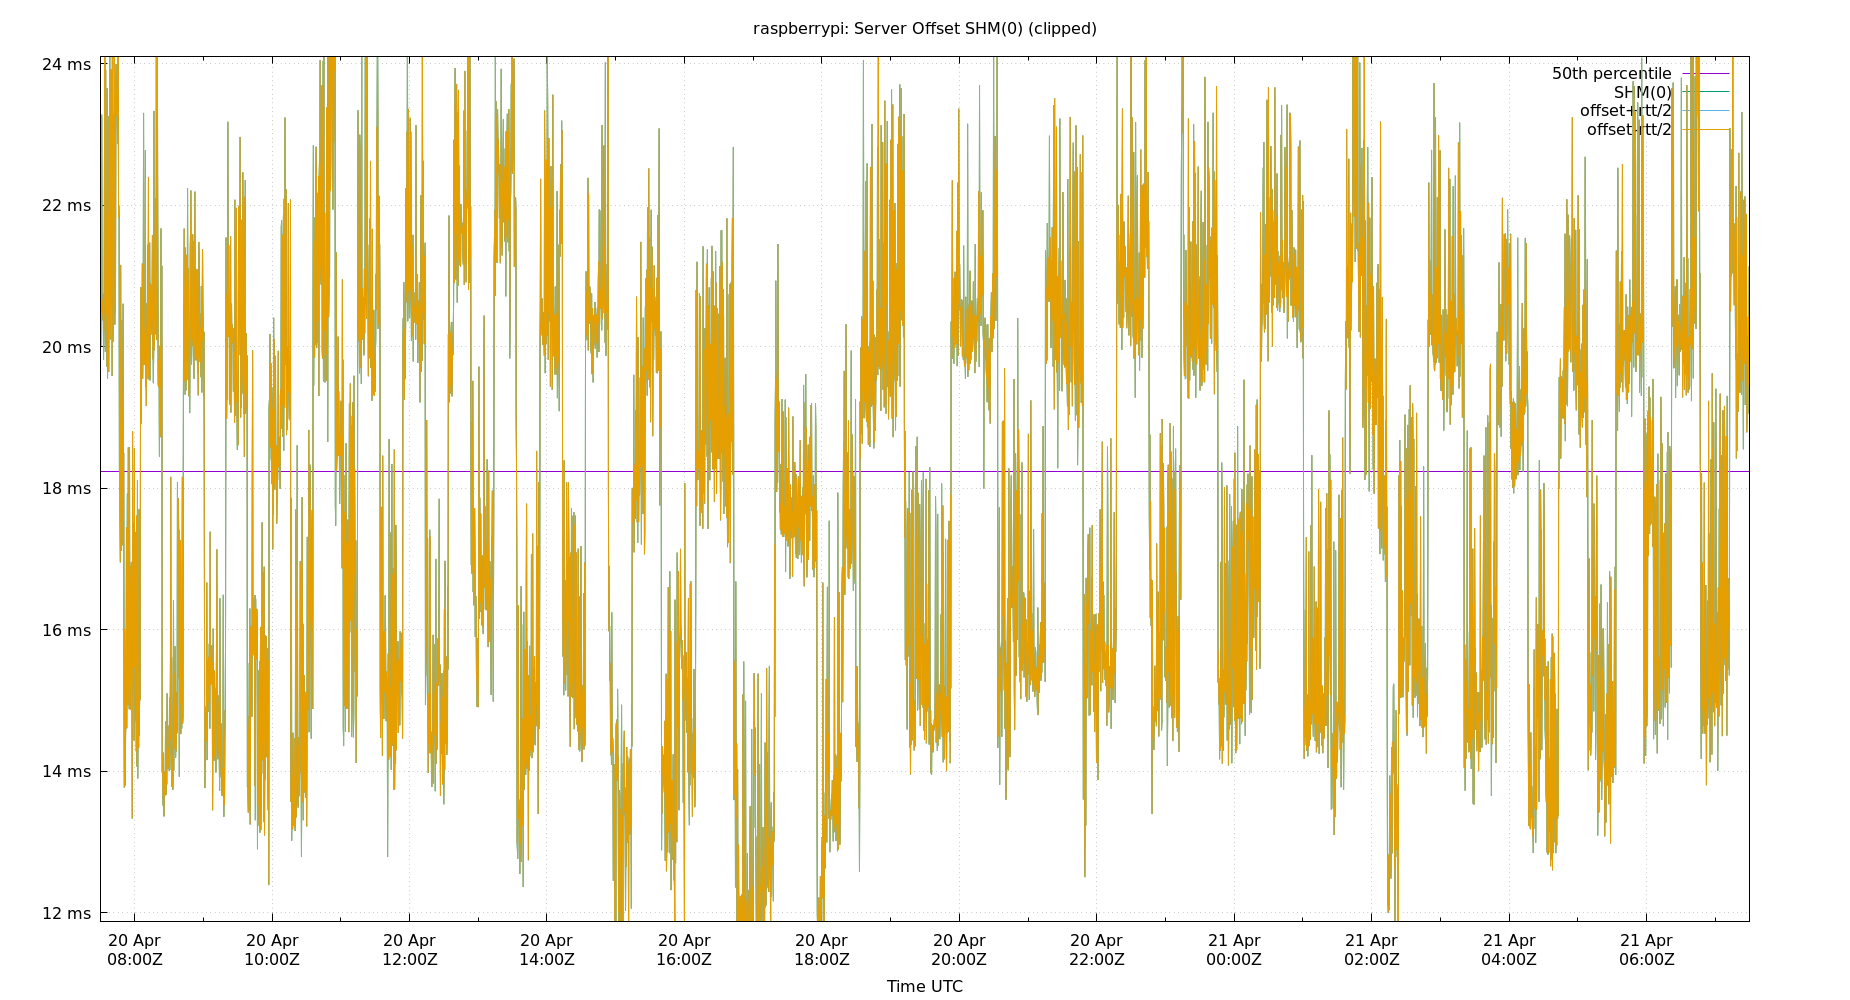 raspberrypi: Server Offset SHM(0) (clipped)
24 ms
22 ms
20 ms
18 ms
16 ms
14 ms
12 ms
50th percentile
SHM(0)
offset+rtt/2
offset-rtt/2
20 Apr 20 Apr 20 Apr 20 Apr 20 Apr 20 Apr 20 Apr 20 Apr 21 Apr 21 Apr 21 Apr 21 Apr
08:00Z 10:00Z 12:00Z 14:00Z 16:00Z 18:00Z 20:00Z 22:00Z 00:00Z 02:00Z 04:00Z 06:00Z
Time UTC